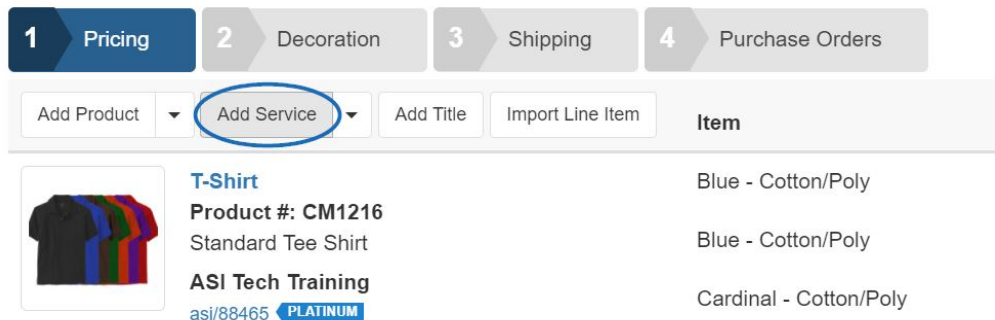 1 Pricing 2 Decoration 3 Shipping 4 Purchase Orders
Add Product Add Service Add Title Import Line Item Item
T-Shirt Blue - Cotton/Poly
Product #: CM1216
Standard Tee Shirt Blue - Cotton/Poly
ASI Tech Training
asi/88465 PLATINUM Cardinal - Cotton/Poly